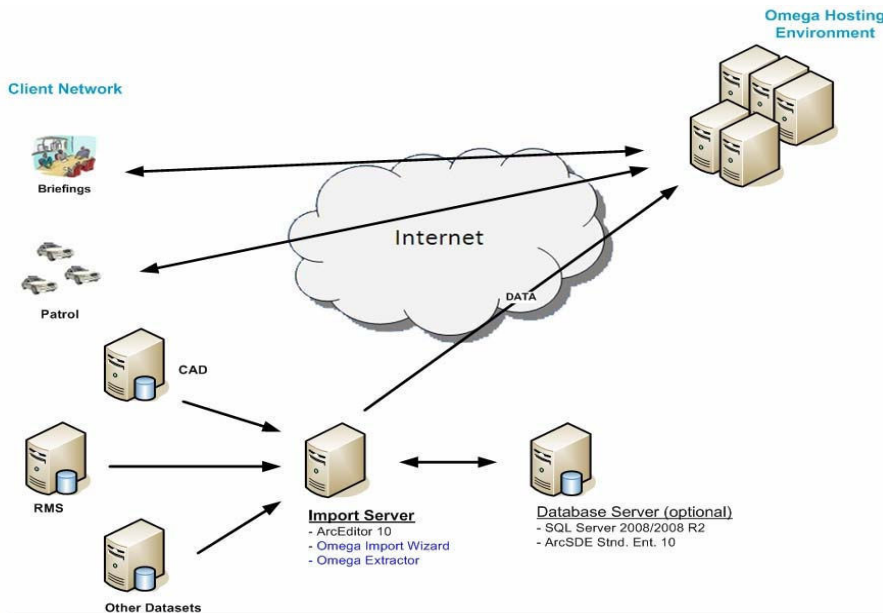 Omega Hosting
Environment
Client Network
Briefings
Internet
Patrol
DATA
CAD
RMS
Import Server
- ArcEditor 10
- Omega Import Wizard
- Omega Extractor
Database Server (optional)
- SQL Server 2008/2008 R2
- ArcSDE Stnd. Ent. 10
Other Datasets